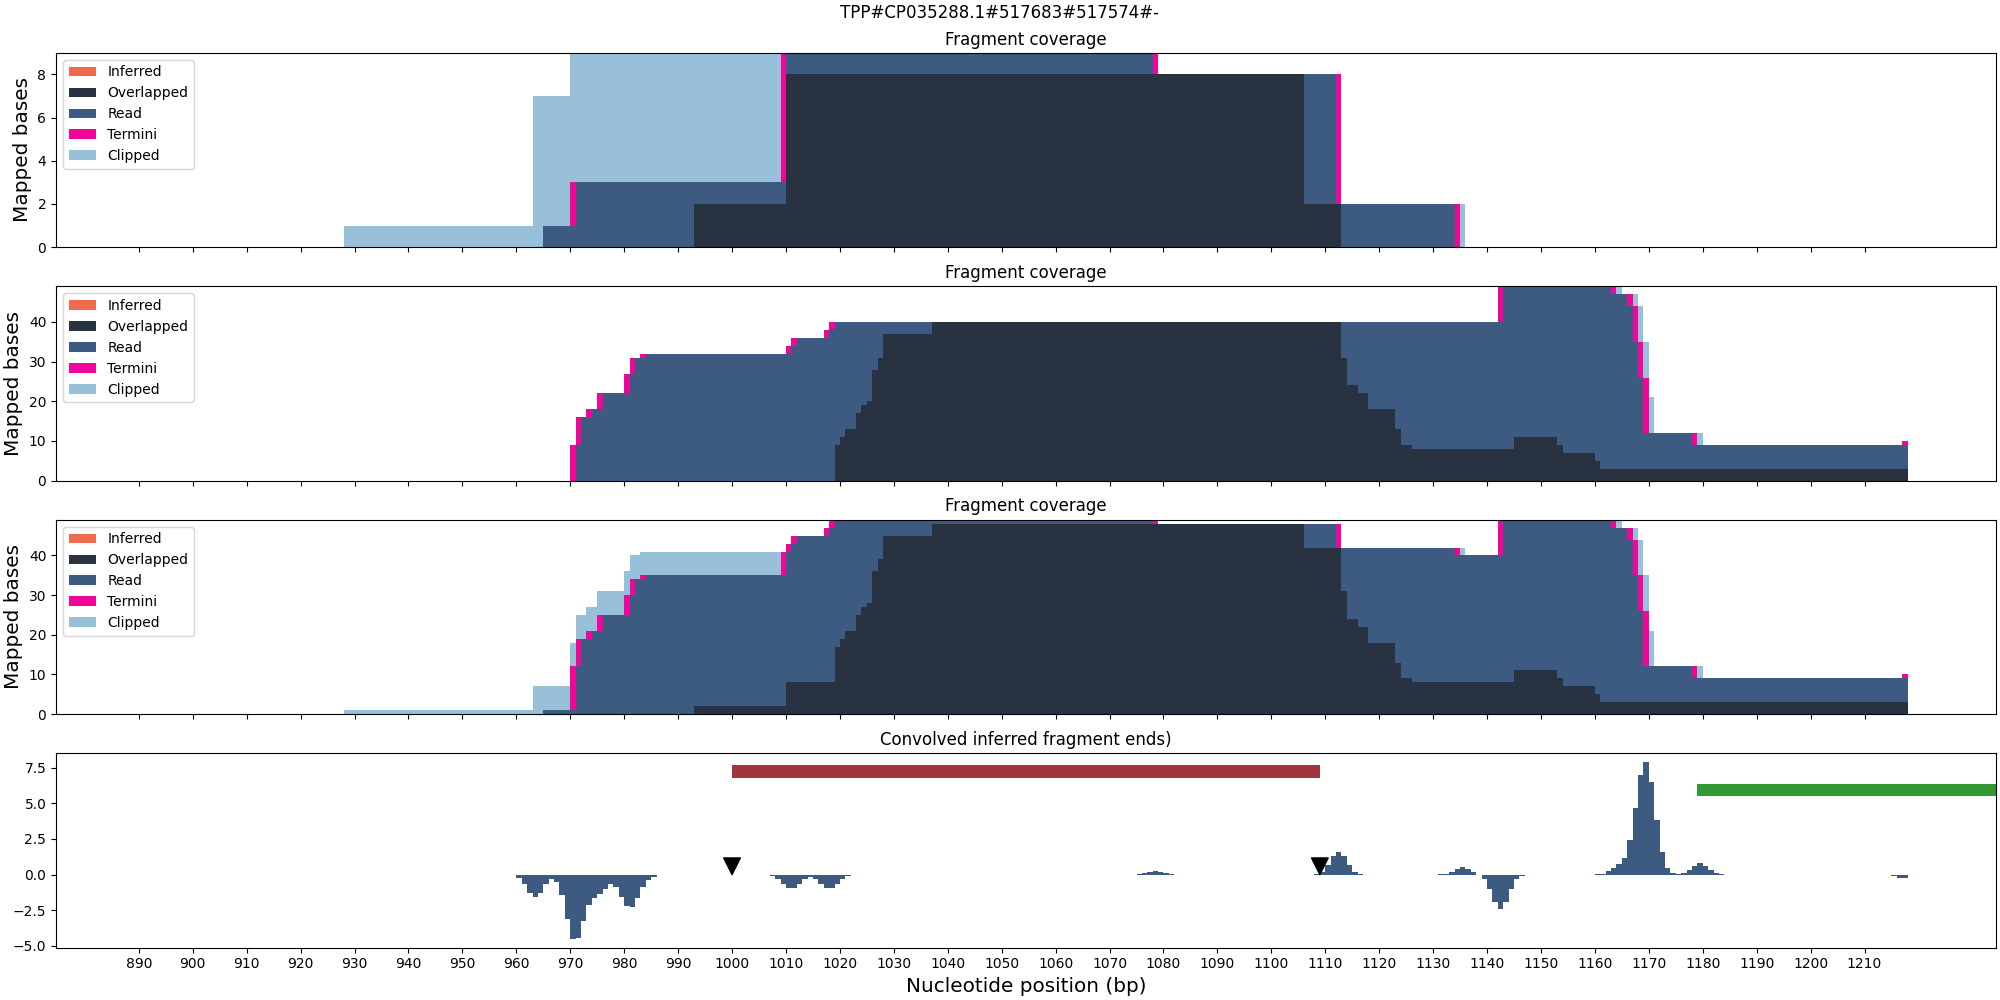 TPP#CP035288.1#517683#517574#-
Fragment coverage
Mapped bases
8
6
4
2
0
Inferred
Overlapped
Read
Termini
Clipped
Fragment coverage
Mapped bases
40
30
20
10
0
Inferred
Overlapped
Read
Termini
Clipped
Fragment coverage
Mapped bases
40
30
20
10
0
Inferred
Overlapped
Read
Termini
Clipped
Convolved inferred fragment ends)
7.5
5.0
2.5
0.0
−2.5
−5.0
890 900 910 920 930 940 950 960 970 980 990 1000 1010 1020 1030 1040 1050 1060 1070 1080 1090 1100 1110 1120 1130 1140 1150 1160 1170 1180 1190 1200 1210
Nucleotide position (bp)